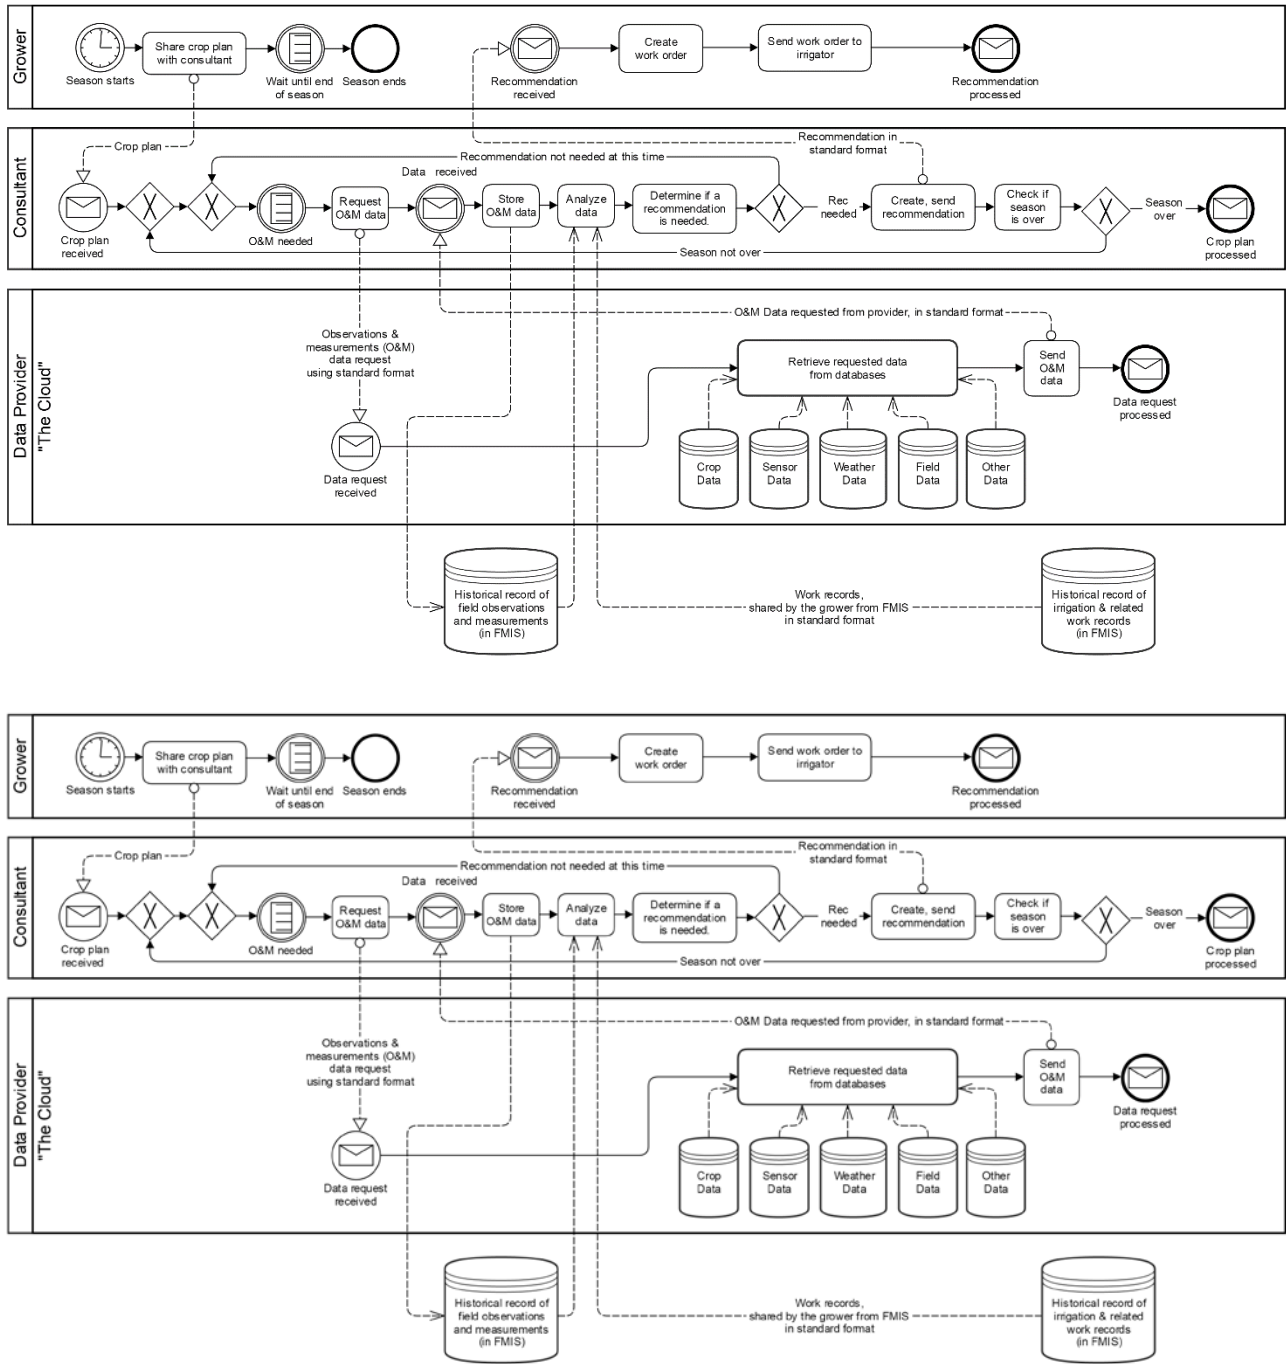 Grower
Season starts
Share crop plan
with consultant
Wait until end
of season
Season ends
Recommendation
received
Create
work order
Send work order to
irrigator
Recommendation
processed
Consultant
Crop plan
Recommendation in
standard format
Recommendation not needed at this time
Data received
Crop plan
received
O&M needed
Request
O&M data
Store
O&M data
Analyze
data
Determine if a
recommendation
is needed.
Rec
needed
Create, send
recommendation
Check if
season
is over
Season
over
Crop plan
processed
Season not over
Data Provider
"The Cloud"
O&M Data requested from provider, in standard format
Observations &
measurements (O&M)
data request
using standard format
Data request
received
Retrieve requested data
from databases
Send
O&M
data
Data request
processed
Crop
Data
Sensor
Data
Weather
Data
Field
Data
Other
Data
Historical record of
field observations
and measurements
(in FMIS)
Work records,
shared by the grower from FMIS
in standard format
Historical record of
irrigation & related
work records
(in FMIS)
Grower
Season starts
Share crop plan
with consultant
Wait until end
of season
Season ends
Recommendation
received
Create
work order
Send work order to
irrigator
Recommendation
processed
Consultant
Crop plan
Recommendation in
standard format
Recommendation not needed at this time
Data received
Crop plan
received
O&M needed
Request
O&M data
Store
O&M data
Analyze
data
Determine if a
recommendation
is needed.
Rec
needed
Create, send
recommendation
Check if
season
is over
Season
over
Crop plan
processed
Season not over
Data Provider
"The Cloud"
O&M Data requested from provider, in standard format
Observations &
measurements (O&M)
data request
using standard format
Data request
received
Retrieve requested data
from databases
Send
O&M
data
Data request
processed
Crop
Data
Sensor
Data
Weather
Data
Field
Data
Other
Data
Historical record of
field observations
and measurements
(in FMIS)
Work records,
shared by the grower from FMIS
in standard format
Historical record of
irrigation & related
work records
(in FMIS)